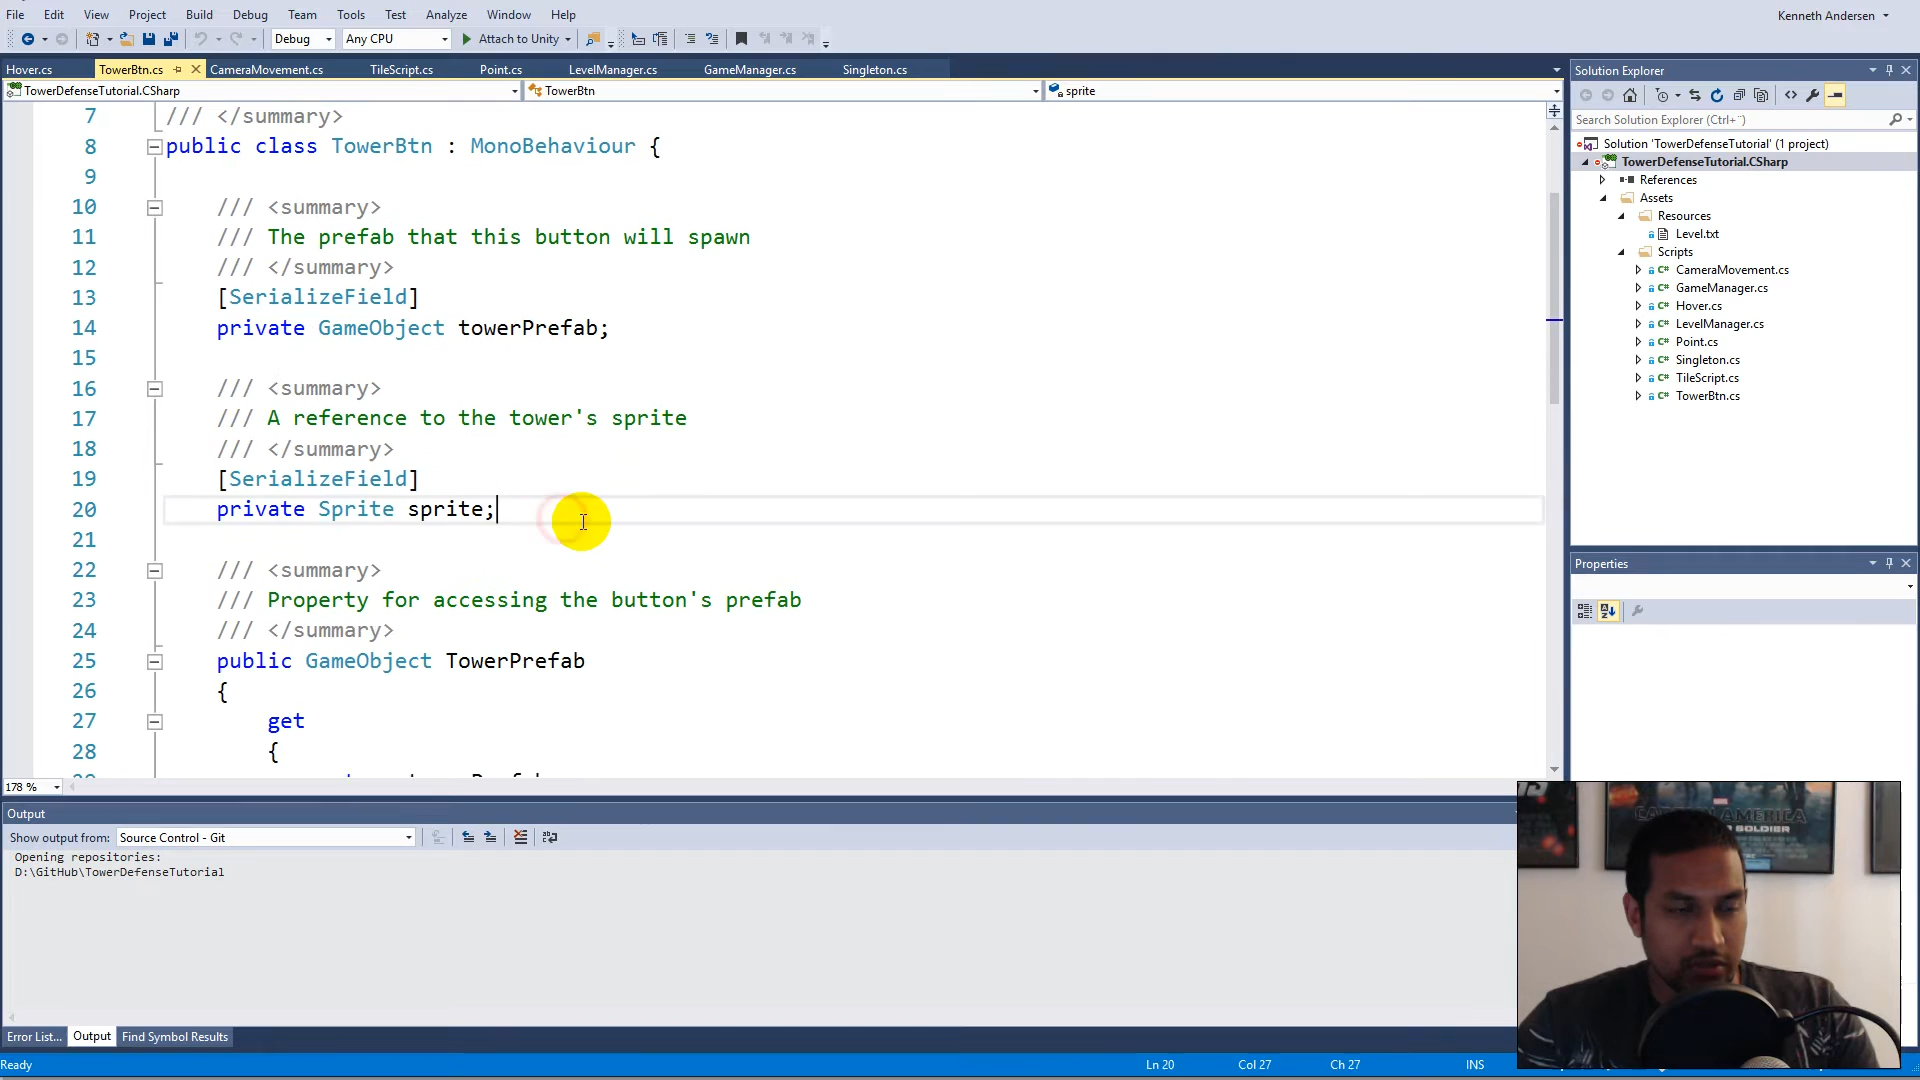 File Edit View Project Build Debug Team Tools Test Analyze Window Help
Kenneth Andersen
Debug Any CPU Attach to Unity
Hover.cs TowerBtn.cs CameraMovement.cs TileScript.cs Point.cs LevelManager.cs GameManager.cs Singleton.cs
TowerDefenseTutorial.CSharp TowerBtn sprite
7 /// </summary>
8 public class TowerBtn : MonoBehaviour {
9
10 /// <summary>
11 /// The prefab that this button will spawn
12 /// </summary>
13 [SerializeField]
14 private GameObject towerPrefab;
15
16 /// <summary>
17 /// A reference to the tower's sprite
18 /// </summary>
19 [SerializeField]
20 private Sprite sprite;
21
22 /// <summary>
23 /// Property for accessing the button's prefab
24 /// </summary>
25 public GameObject TowerPrefab
26 {
27 get
28 {
178 %
Solution Explorer
Search Solution Explorer (Ctrl+¨)
Solution 'TowerDefenseTutorial' (1 project)
TowerDefenseTutorial.CSharp
References
Assets
Resources
Level.txt
Scripts
CameraMovement.cs
GameManager.cs
Hover.cs
LevelManager.cs
Point.cs
Singleton.cs
TileScript.cs
TowerBtn.cs
Properties
Output
Show output from: Source Control - Git
Opening repositories:
D:\GitHub\TowerDefenseTutorial
MARVEL
CAPTAIN AMERICA
SOLDIER
Error List... Output Find Symbol Results
Ready Ln 20 Col 27 Ch 27 INS